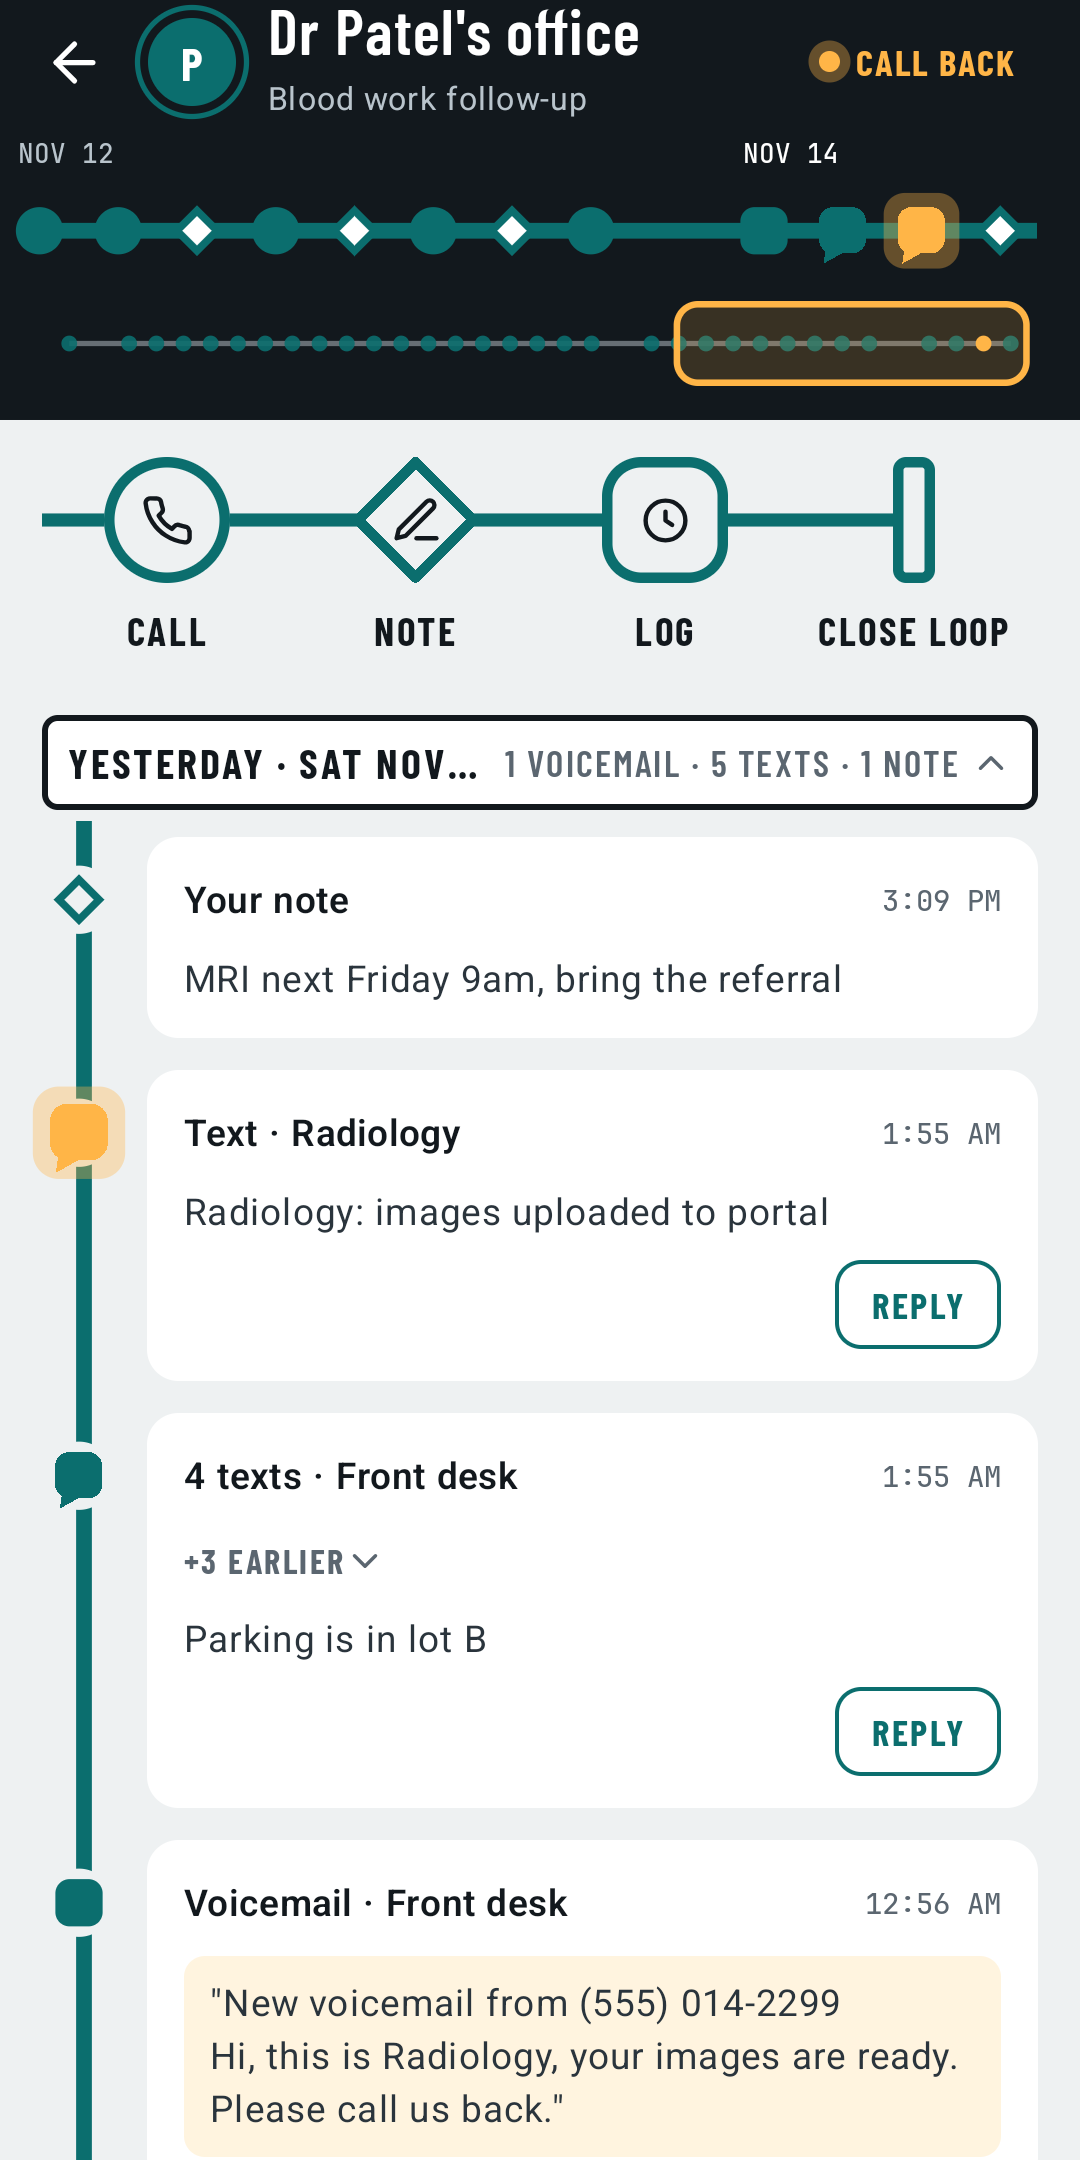 Dr Patel's office
P
Blood work follow-up
CALL BACK
NOV 12
NOV 14
CALL
NOTE
LOG
CLOSE LOOP
YESTERDAY · SAT NOV...
1 VOICEMAIL · 5 TEXTS · 1 NOTE
Your note
3:09 PM
MRI next Friday 9am, bring the referral
Text · Radiology
1:55 AM
Radiology: images uploaded to portal
REPLY
4 texts · Front desk
1:55 AM
+3 EARLIER
Parking is in lot B
REPLY
Voicemail · Front desk
12:56 AM
"New voicemail from (555) 014-2299
Hi, this is Radiology, your images are ready.
Please call us back."